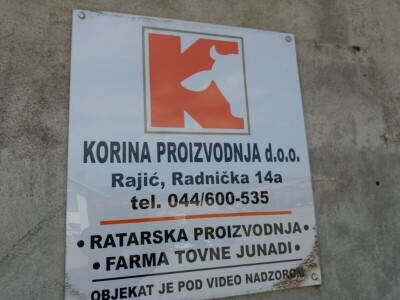 K
KORINA PROIZVODNJA d.o.o.
Rajić, Radnička 14a
tel. 044/600-535
• RATARSKA PROIZVODNJA •
• FARMA TOVNE JUNADI •
OBJEKAT JE POD VIDEO NADZOROM